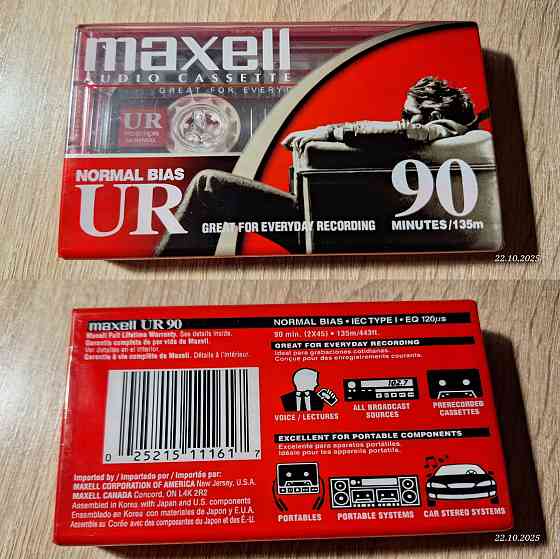 maxell
AUDIO CASSETTE
GREAT FOR EVERYD
UR
NORMAL BIAS
UR
GREAT FOR EVERYDAY RECORDING
90
MINUTES/135m
22.10.2025
maxell UR 90
Maxell Full Lifetime Warranty. See details inside.
Garantía completa de por vida de Maxell.
Ver detalles en el interior.
Garantie à vie complète de Maxell. Détails à l'intérieur.
0 25215 11161 7
Imported by / Importado por / Importée par:
MAXELL CORPORATION OF AMERICA New Jersey, U.S.A.
MAXELL CANADA Concord, ON L4K 2R2
Assembled in Korea with Japan and U.S. components
Ensamblado en Korea con materiales de Japon y E.U.A.
Assemblé en Corée avec des composantes du Japon et des É.-U.
NORMAL BIAS • IEC TYPE I • EQ 120µs
90 min. (2X45) • 135m/443ft.
GREAT FOR EVERYDAY RECORDING
Ideal para grabaciones cotidianas.
Conçue pour des enregistrements courants.
102.7
VOICE / LECTURES
ALL BROADCAST SOURCES
PRERECORDED CASSETTES
EXCELLENT FOR PORTABLE COMPONENTS
Excelente para aparatos portátiles.
Idéale pour les appareils portatifs.
PORTABLES
PORTABLE SYSTEMS
CAR STEREO SYSTEMS
22.10.2025